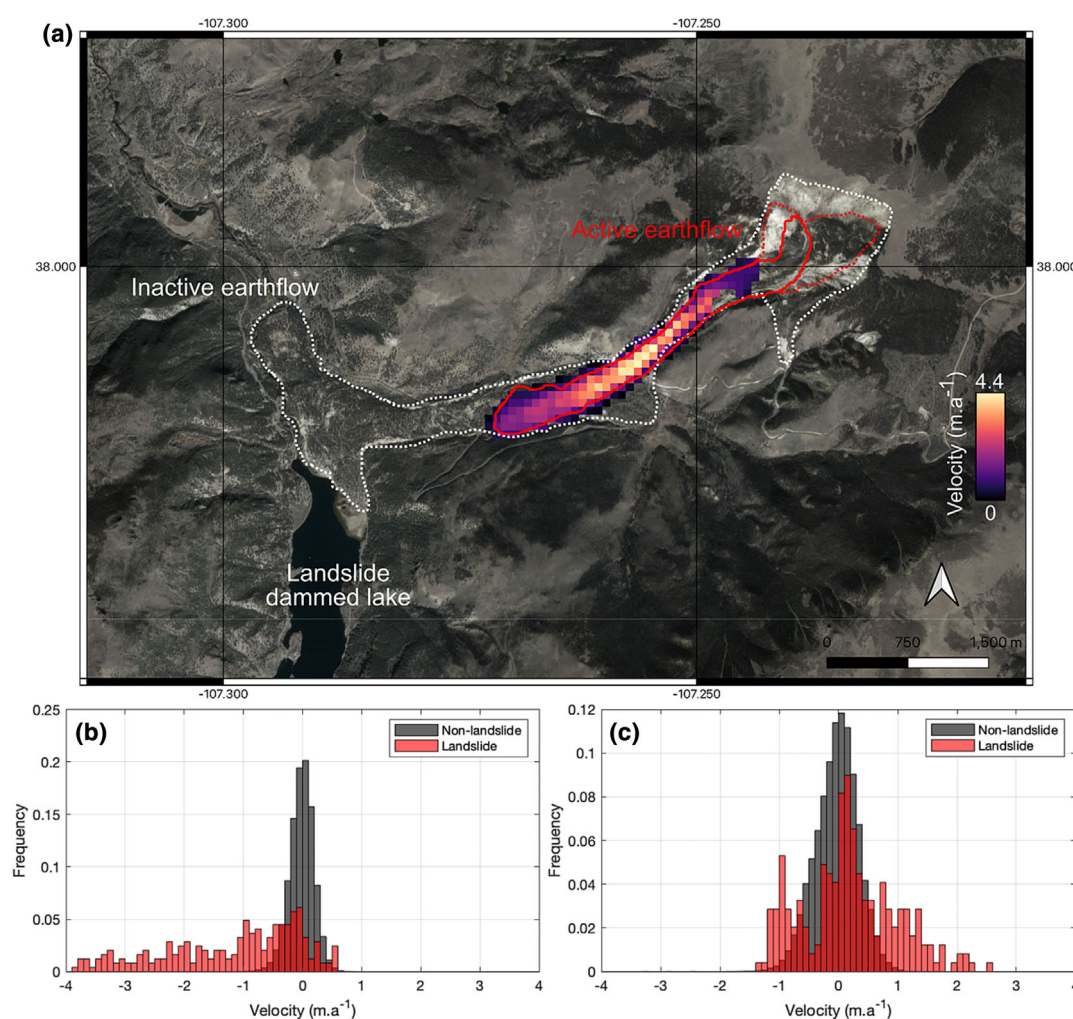 (a)
-107.300
-107.250
Active earthflow
38.000
38.000
Inactive earthflow
4.4
Velocity (m.a⁻¹)
0
Landslide
dammed lake
0
750
1,500 m
-107.300
-107.250
(b)
Non-landslide
Landslide
0.25
0.2
0.15
0.1
0.05
0
Frequency
-4
-3
-2
-1
0
1
2
3
4
Velocity (m.a⁻¹)
(c)
Non-landslide
Landslide
0.12
0.1
0.08
0.06
0.04
0.02
0
Frequency
-4
-3
-2
-1
0
1
2
3
4
Velocity (m.a⁻¹)